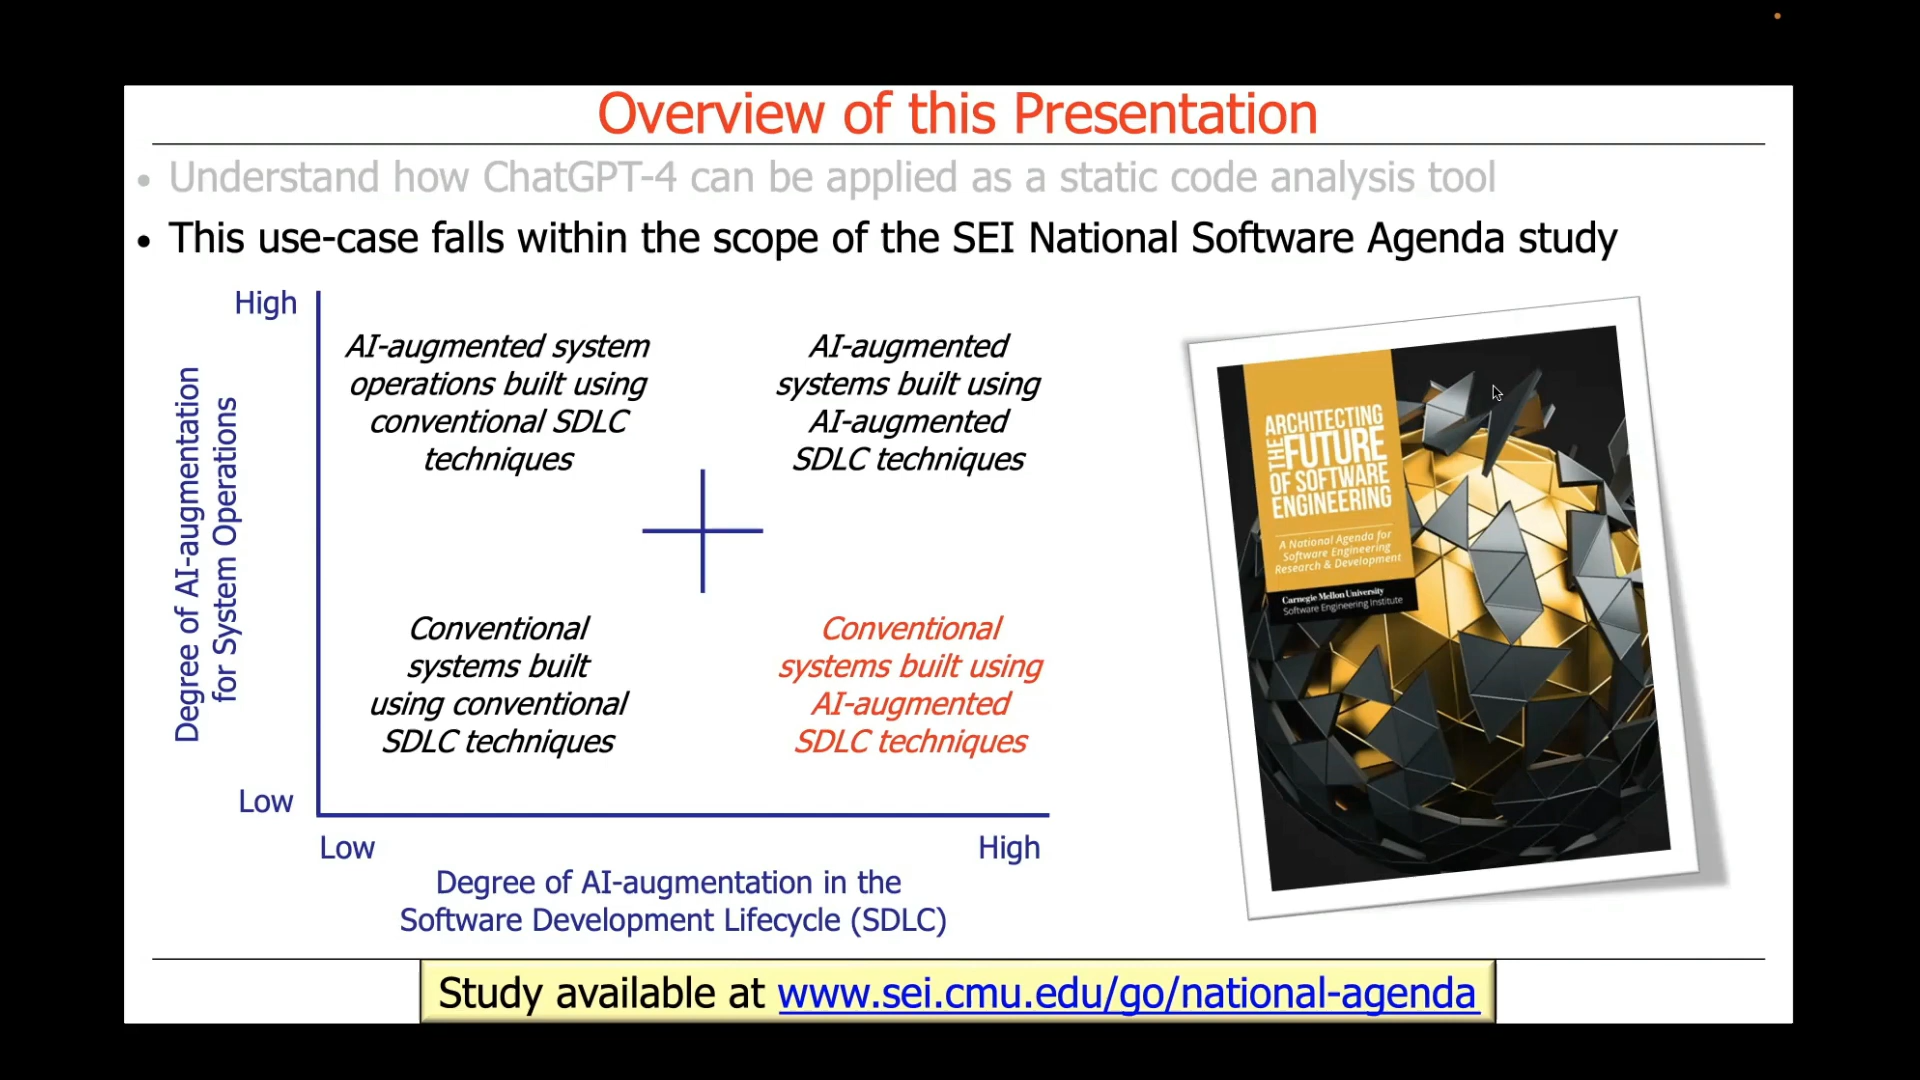 Overview of this Presentation
• Understand how ChatGPT-4 can be applied as a static code analysis tool
• This use-case falls within the scope of the SEI National Software Agenda study
High
Degree of AI-augmentation
for System Operations
AI-augmented system
operations built using
conventional SDLC
techniques
AI-augmented
systems built using
AI-augmented
SDLC techniques
Conventional
systems built
using conventional
SDLC techniques
Conventional
systems built using
AI-augmented
SDLC techniques
Low
Low
High
Degree of AI-augmentation in the
Software Development Lifecycle (SDLC)
ARCHITECTING
THE FUTURE
OF SOFTWARE
ENGINEERING
A National Agenda for
Software Engineering
Research & Development
Carnegie Mellon University
Software Engineering Institute
Study available at www.sei.cmu.edu/go/national-agenda